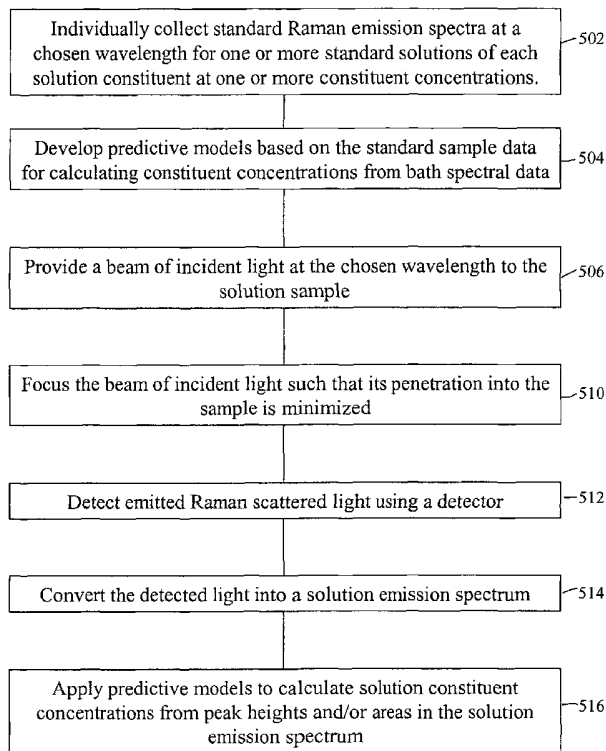 Individually collect standard Raman emission spectra at a
chosen wavelength for one or more standard solutions of each
solution constituent at one or more constituent concentrations.
502
Develop predictive models based on the standard sample data
for calculating constituent concentrations from bath spectral data
504
Provide a beam of incident light at the chosen wavelength to the
solution sample
506
Focus the beam of incident light such that its penetration into the
sample is minimized
510
Detect emitted Raman scattered light using a detector
512
Convert the detected light into a solution emission spectrum
514
Apply predictive models to calculate solution constituent
concentrations from peak heights and/or areas in the solution
emission spectrum
516